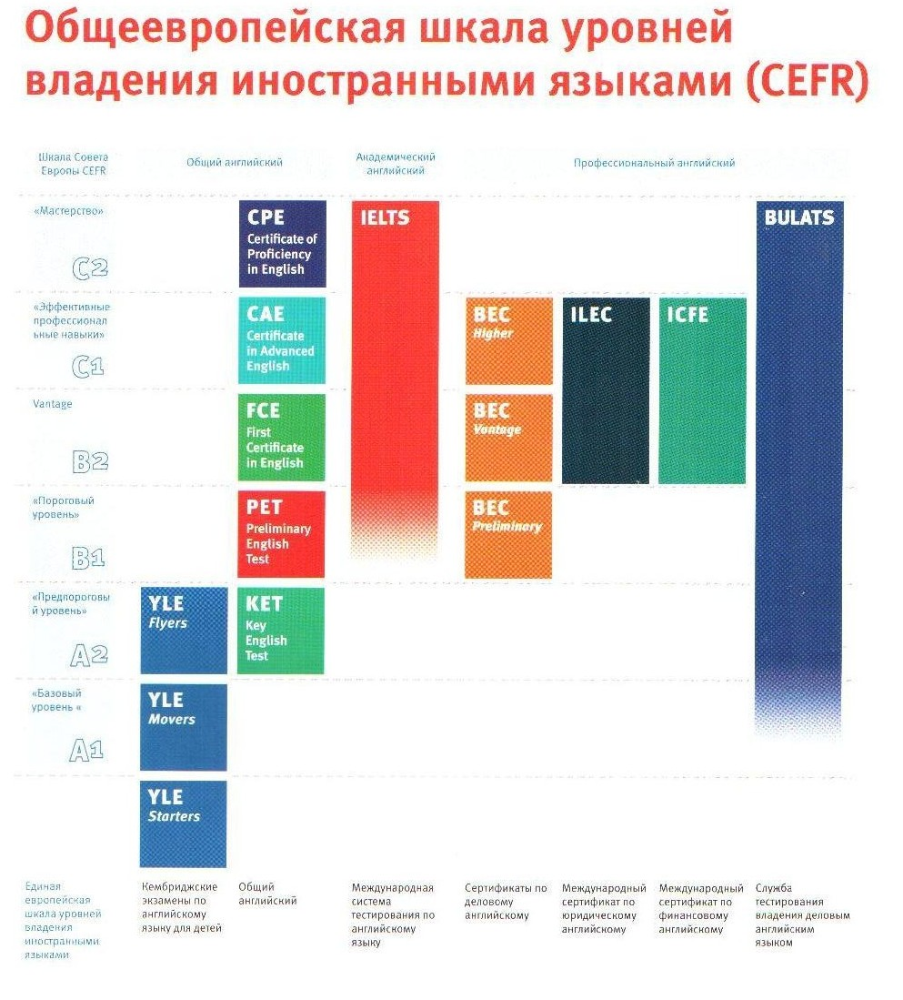 Общеевропейская шкала уровней
владения иностранными языками (CEFR)
Шкала Совета
Европы CEFR
Общий английский
Академический
английский
Профессиональный английский
«Мастерство»
C2
CPE
Certificate of
Proficiency
in English
IELTS
BULATS
«Эффективные
профессионал
ьные навыки»
C1
CAE
Certificate
in Advanced
English
BEC
Higher
ILEC
ICFE
Vantage
B2
FCE
First
Certificate
in English
BEC
Vantage
«Пороговый
уровень»
B1
PET
Preliminary
English
Test
BEC
Preliminary
«Предпороговы
й уровень»
A2
YLE
Flyers
KET
Key
English
Test
«Базовый
уровень «
A1
YLE
Movers
YLE
Starters
Единая
европейская
шкала уровней
владения
иностранными
языками
Кембриджские
экзамены по
английскому
языку для детей
Общий
английский
Международная
система
тестирования по
английскому
языку
Сертификаты по
деловому
английскому
Международный
сертификат по
юридическому
английскому
Международный
сертификат по
финансовому
английскому
Служба
тестирования
владения деловым
английским
языком